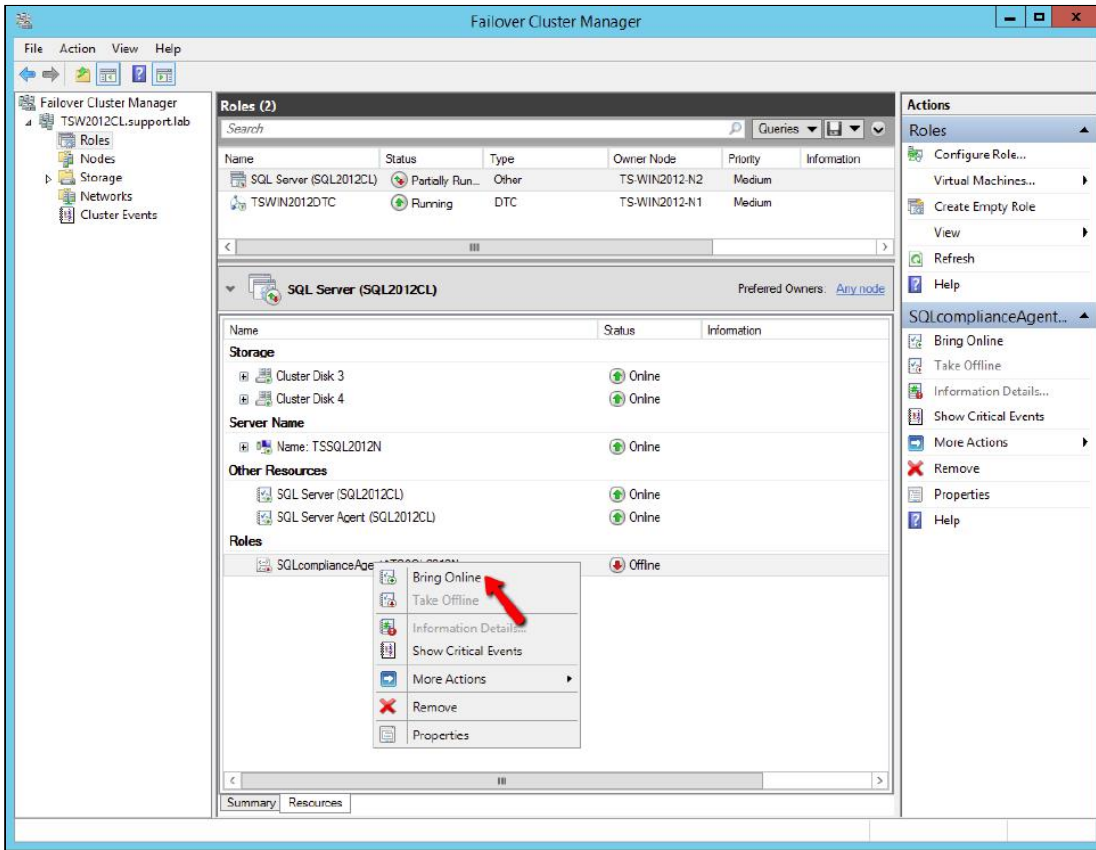 Failover Cluster Manager
File Action View Help
Failover Cluster Manager
TSW2012CL.support.lab
Roles
Nodes
Storage
Networks
Cluster Events
Roles (2)
Search
Queries
Name Status Type Owner Node Priority Information
SQL Server (SQL2012CL) Partially Run... Other TS-WIN2012-N2 Medium
TSWIN2012DTC Running DTC TS-WIN2012-N1 Medium
SQL Server (SQL2012CL) Preferred Owners: Any node
Name Status Information
Storage
Cluster Disk 3 Online
Cluster Disk 4 Online
Server Name
Name: TSSQL2012N Online
Other Resources
SQL Server (SQL2012CL) Online
SQL Server Agent (SQL2012CL) Online
Roles
SQLcomplianceAge Offline
Bring Online
Take Offline
Information Details...
Show Critical Events
More Actions
Remove
Properties
Summary Resources
Actions
Roles
Configure Role...
Virtual Machines...
Create Empty Role
View
Refresh
Help
SQLcomplianceAgent...
Bring Online
Take Offline
Information Details...
Show Critical Events
More Actions
Remove
Properties
Help